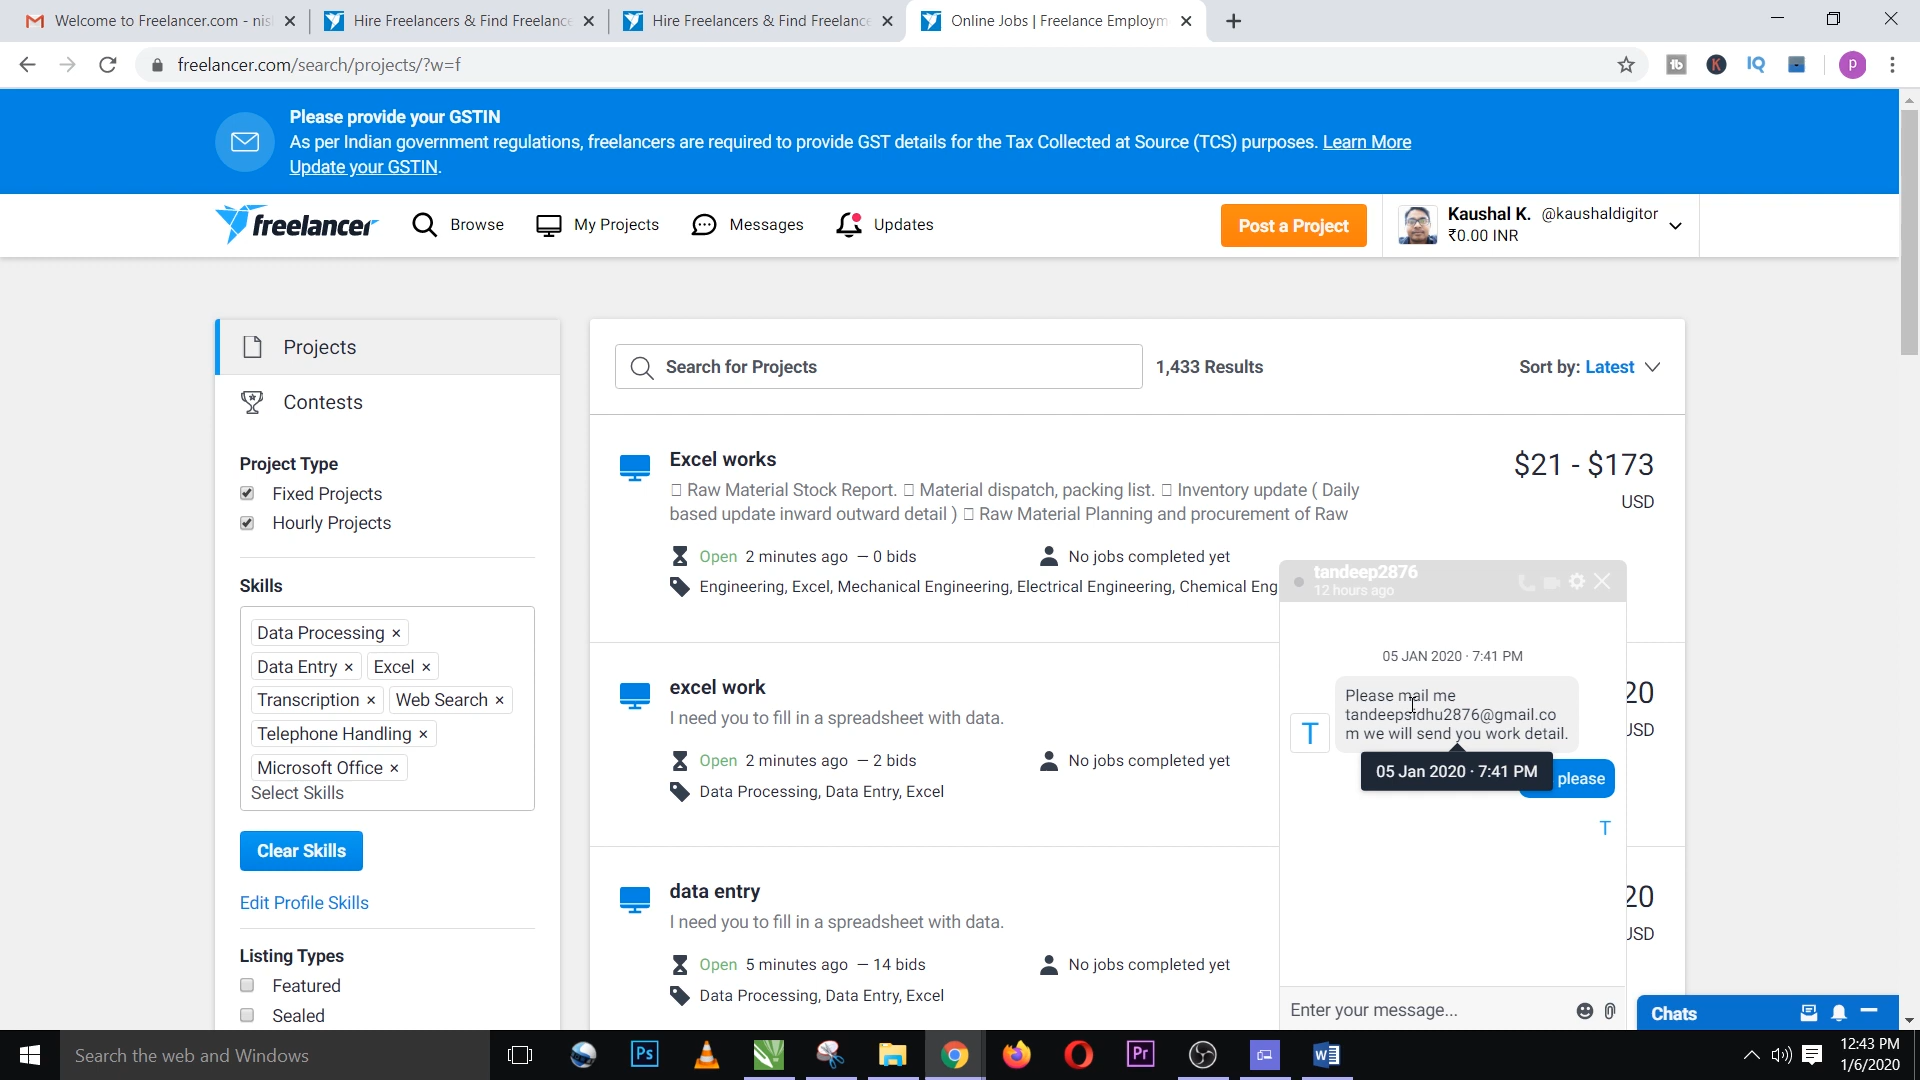 Welcome to Freelancer.com - nis
Hire Freelancers & Find Freelance
Hire Freelancers & Find Freelance
Online Jobs | Freelance Employm
freelancer.com/search/projects/?w=f
Please provide your GSTIN
As per Indian government regulations, freelancers are required to provide GST details for the Tax Collected at Source (TCS) purposes. Learn More
Update your GSTIN.
freelancer
Browse
My Projects
Messages
Updates
Post a Project
Kaushal K. @kaushaldigitor
₹0.00 INR
Projects
Contests
Project Type
Fixed Projects
Hourly Projects
Skills
Data Processing ×
Data Entry × Excel ×
Transcription × Web Search ×
Telephone Handling ×
Microsoft Office ×
Select Skills
Clear Skills
Edit Profile Skills
Listing Types
Featured
Sealed
Search for Projects
1,433 Results
Sort by: Latest
Excel works
Raw Material Stock Report. Material dispatch, packing list. Inventory update ( Daily
based update inward outward detail ) Raw Material Planning and procurement of Raw
$21 - $173
USD
Open 2 minutes ago — 0 bids
No jobs completed yet
Engineering, Excel, Mechanical Engineering, Electrical Engineering, Chemical Eng
excel work
I need you to fill in a spreadsheet with data.
20
USD
Open 2 minutes ago — 2 bids
No jobs completed yet
Data Processing, Data Entry, Excel
data entry
I need you to fill in a spreadsheet with data.
20
USD
Open 5 minutes ago — 14 bids
No jobs completed yet
Data Processing, Data Entry, Excel
tandeep2876
12 hours ago
05 JAN 2020 · 7:41 PM
T
Please mail me
tandeepsidhu2876@gmail.co
m we will send you work detail.
05 Jan 2020 · 7:41 PM
please
T
Enter your message...
Chats
Search the web and Windows
Ps
Pr
12:43 PM
1/6/2020